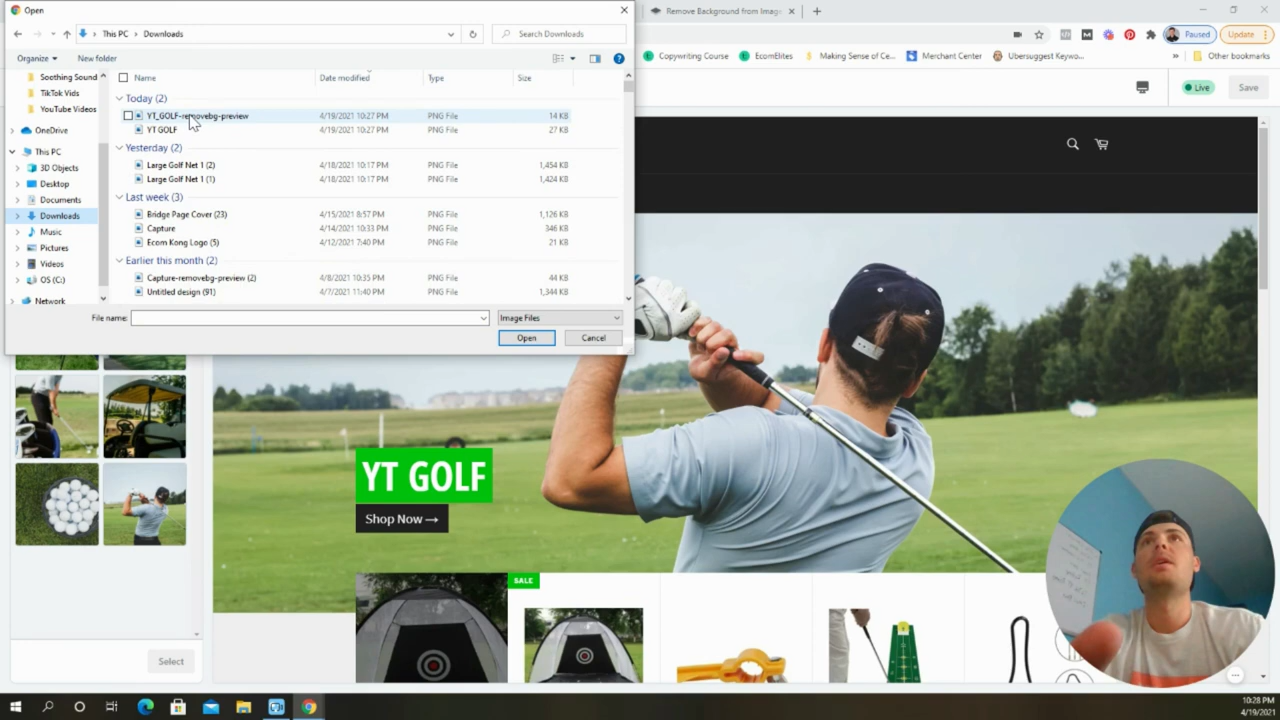 Open
Remove Background from Imag
This PC
Downloads
Search Downloads
Paused
Update
Organize
New folder
Copywriting Course
EcomElites
Making Sense of Ce...
Merchant Center
Ubersuggest Keywo...
Other bookmarks
Soothing Sound
TikTok Vids
YouTube Videos
OneDrive
This PC
3D Objects
Desktop
Documents
Downloads
Music
Pictures
Videos
OS (C:)
Network
Name
Date modified
Type
Size
Today (2)
YT_GOLF-removebg-preview 4/19/2021 10:27 PM PNG File 14 KB
YT GOLF 4/19/2021 10:27 PM PNG File 27 KB
Yesterday (2)
Large Golf Net 1 (2) 4/18/2021 10:17 PM PNG File 1,454 KB
Large Golf Net 1 (1) 4/18/2021 10:17 PM PNG File 1,424 KB
Last week (3)
Bridge Page Cover (23) 4/15/2021 8:57 PM PNG File 1,126 KB
Capture 4/14/2021 10:33 PM PNG File 346 KB
Ecom Kong Logo (5) 4/12/2021 7:40 PM PNG File 21 KB
Earlier this month (2)
Capture-removebg-preview (2) 4/8/2021 10:35 PM PNG File 44 KB
Untitled design (91) 4/7/2021 11:40 PM PNG File 1,344 KB
File name:
Image Files
Open
Cancel
Live
Save
YT GOLF
Shop Now →
SALE
Select
10:28 PM
4/19/2021